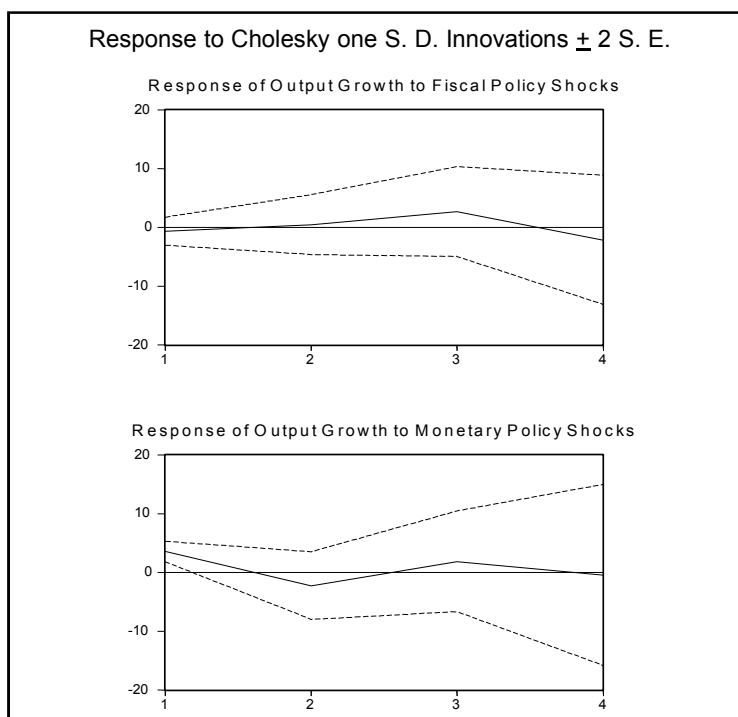 Response to Cholesky one S. D. Innovations ± 2 S. E.
Response of Output Growth to Fiscal Policy Shocks
20
10
0
-10
-20
1 2 3 4
Response of Output Growth to Monetary Policy Shocks
20
10
0
-10
-20
1 2 3 4